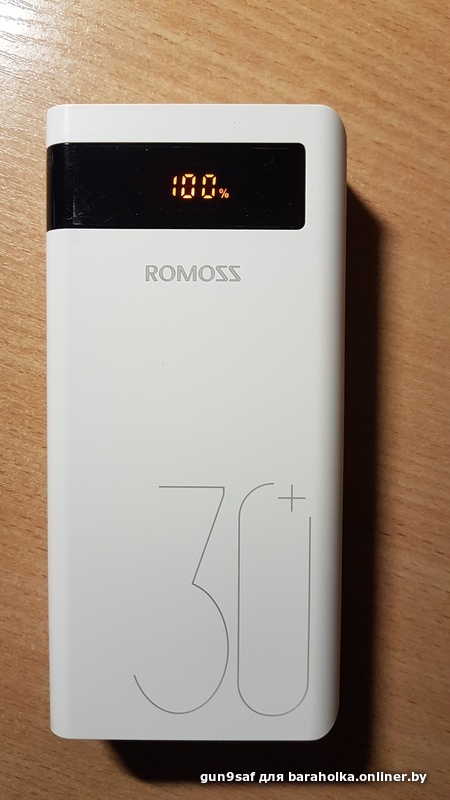 100%
ROMOSS
30+
gun9saf для baraholka.onliner.by